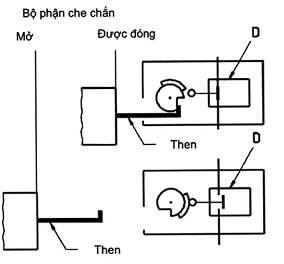 Bộ phận che chắn
Mở
Được đóng
D
Then
D
Then